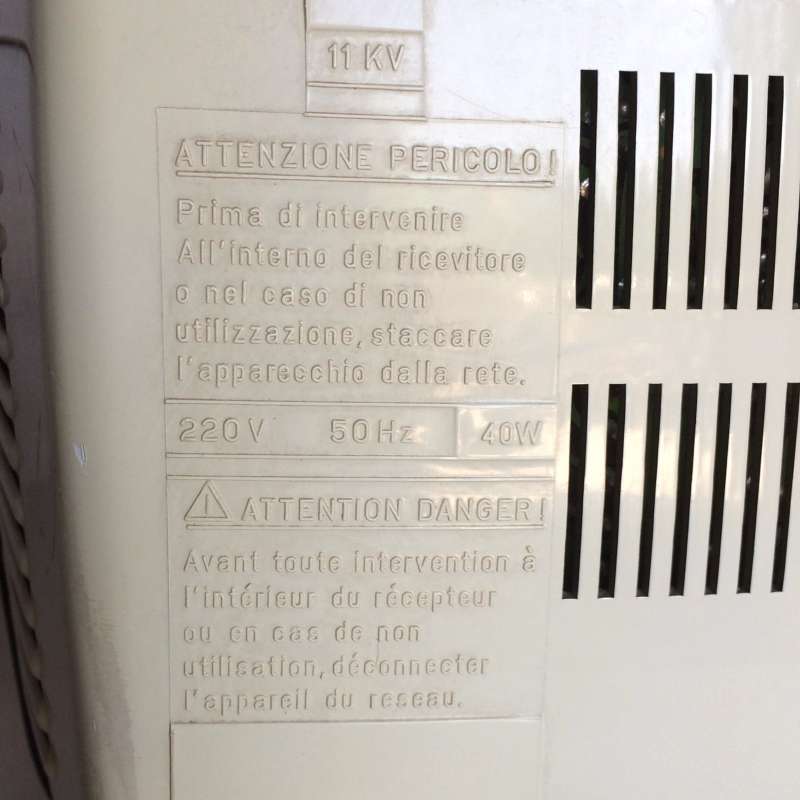 11 KV
ATTENZIONE PERICOLO!
Prima di intervenire
All'interno del ricevitore
o nel caso di non
utilizzazione, staccare
l'apparecchio dalla rete.
220V 50Hz 40W
ATTENTION DANGER!
Avant toute intervention à
l'intérieur du récepteur
ou en cas de non
utilisation, déconnecter
l'appareil du reseau.